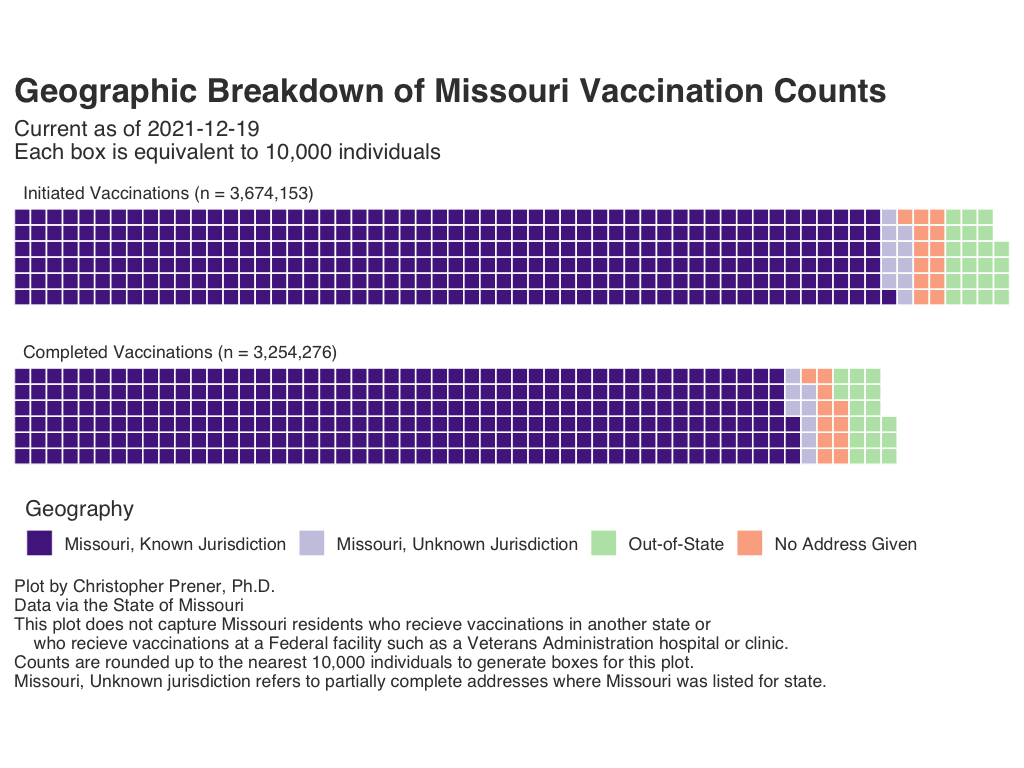 Geographic Breakdown of Missouri Vaccination Counts
Current as of 2021-12-19
Each box is equivalent to 10,000 individuals
Initiated Vaccinations (n = 3,674,153)
Completed Vaccinations (n = 3,254,276)
Geography
Missouri, Known Jurisdiction Missouri, Unknown Jurisdiction Out-of-State No Address Given
Plot by Christopher Prener, Ph.D.
Data via the State of Missouri
This plot does not capture Missouri residents who recieve vaccinations in another state or
who recieve vaccinations at a Federal facility such as a Veterans Administration hospital or clinic.
Counts are rounded up to the nearest 10,000 individuals to generate boxes for this plot.
Missouri, Unknown jurisdiction refers to partially complete addresses where Missouri was listed for state.